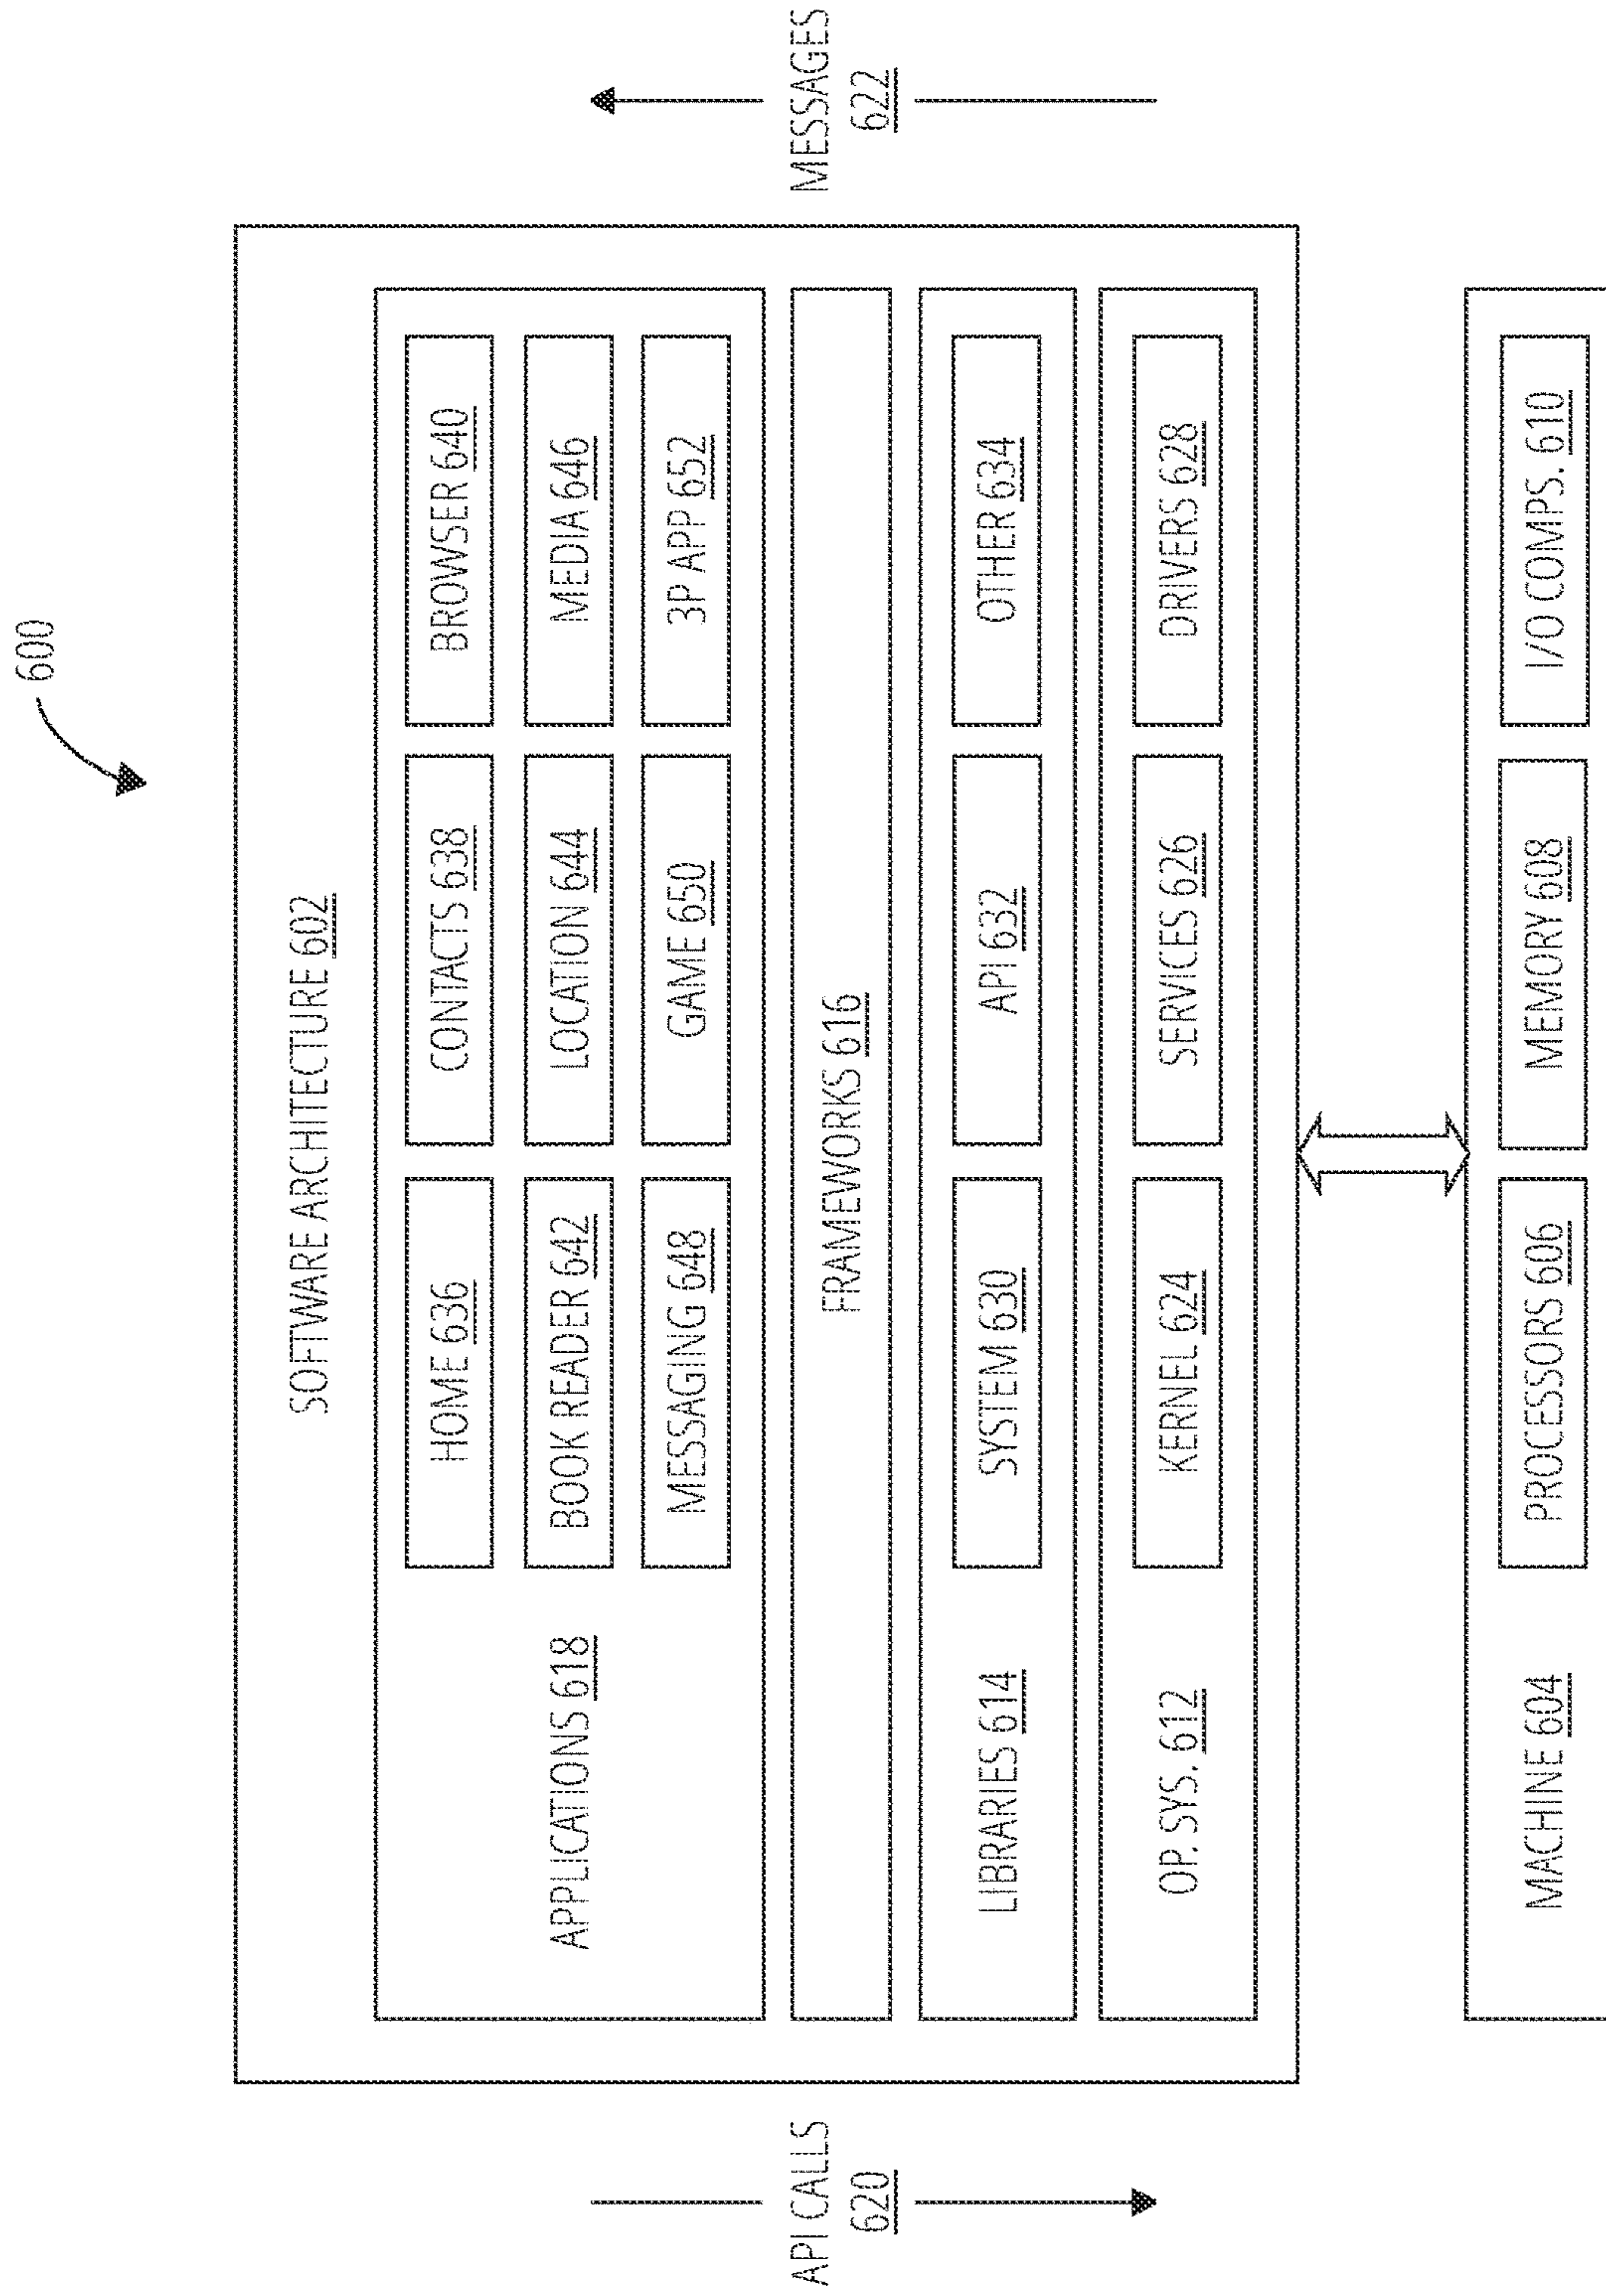 600
SOFTWARE ARCHITECTURE 602
APPLICATIONS 618
HOME 636
CONTACTS 638
BROWSER 640
BOOK READER 642
LOCATION 644
MEDIA 646
MESSAGING 648
GAME 650
3P APP 652
API CALLS
620
FRAMEWORKS 616
MESSAGES
622
LIBRARIES 614
SYSTEM 630
API 632
OTHER 634
OP. SYS. 612
KERNEL 624
SERVICES 626
DRIVERS 628
MACHINE 604
PROCESSORS 606
MEMORY 608
I/O COMPS. 610